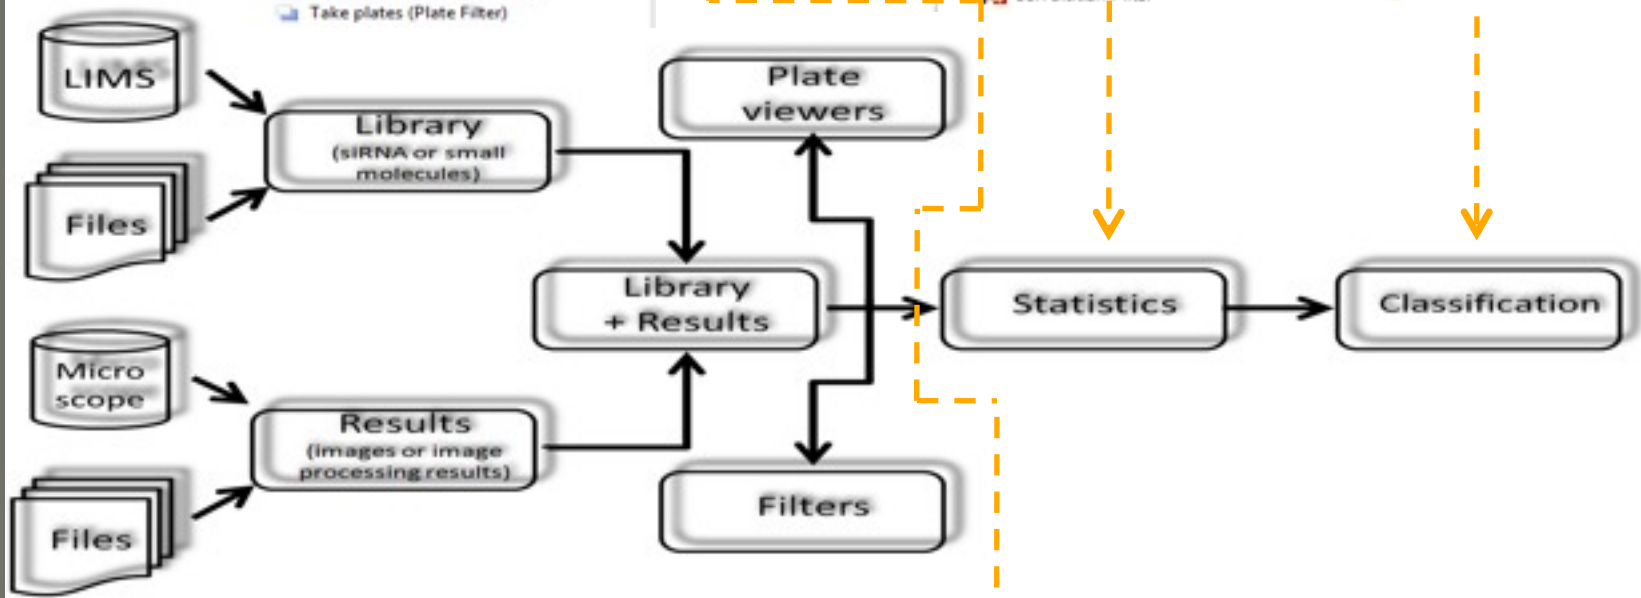 Take plates (Plate Filter)
LIMS
Library
(siRNA or small
molecules)
Files
Plate
viewers
Library
+ Results
Statistics
Classification
Micro
scope
Results
(images or image
processing results)
Files
Filters